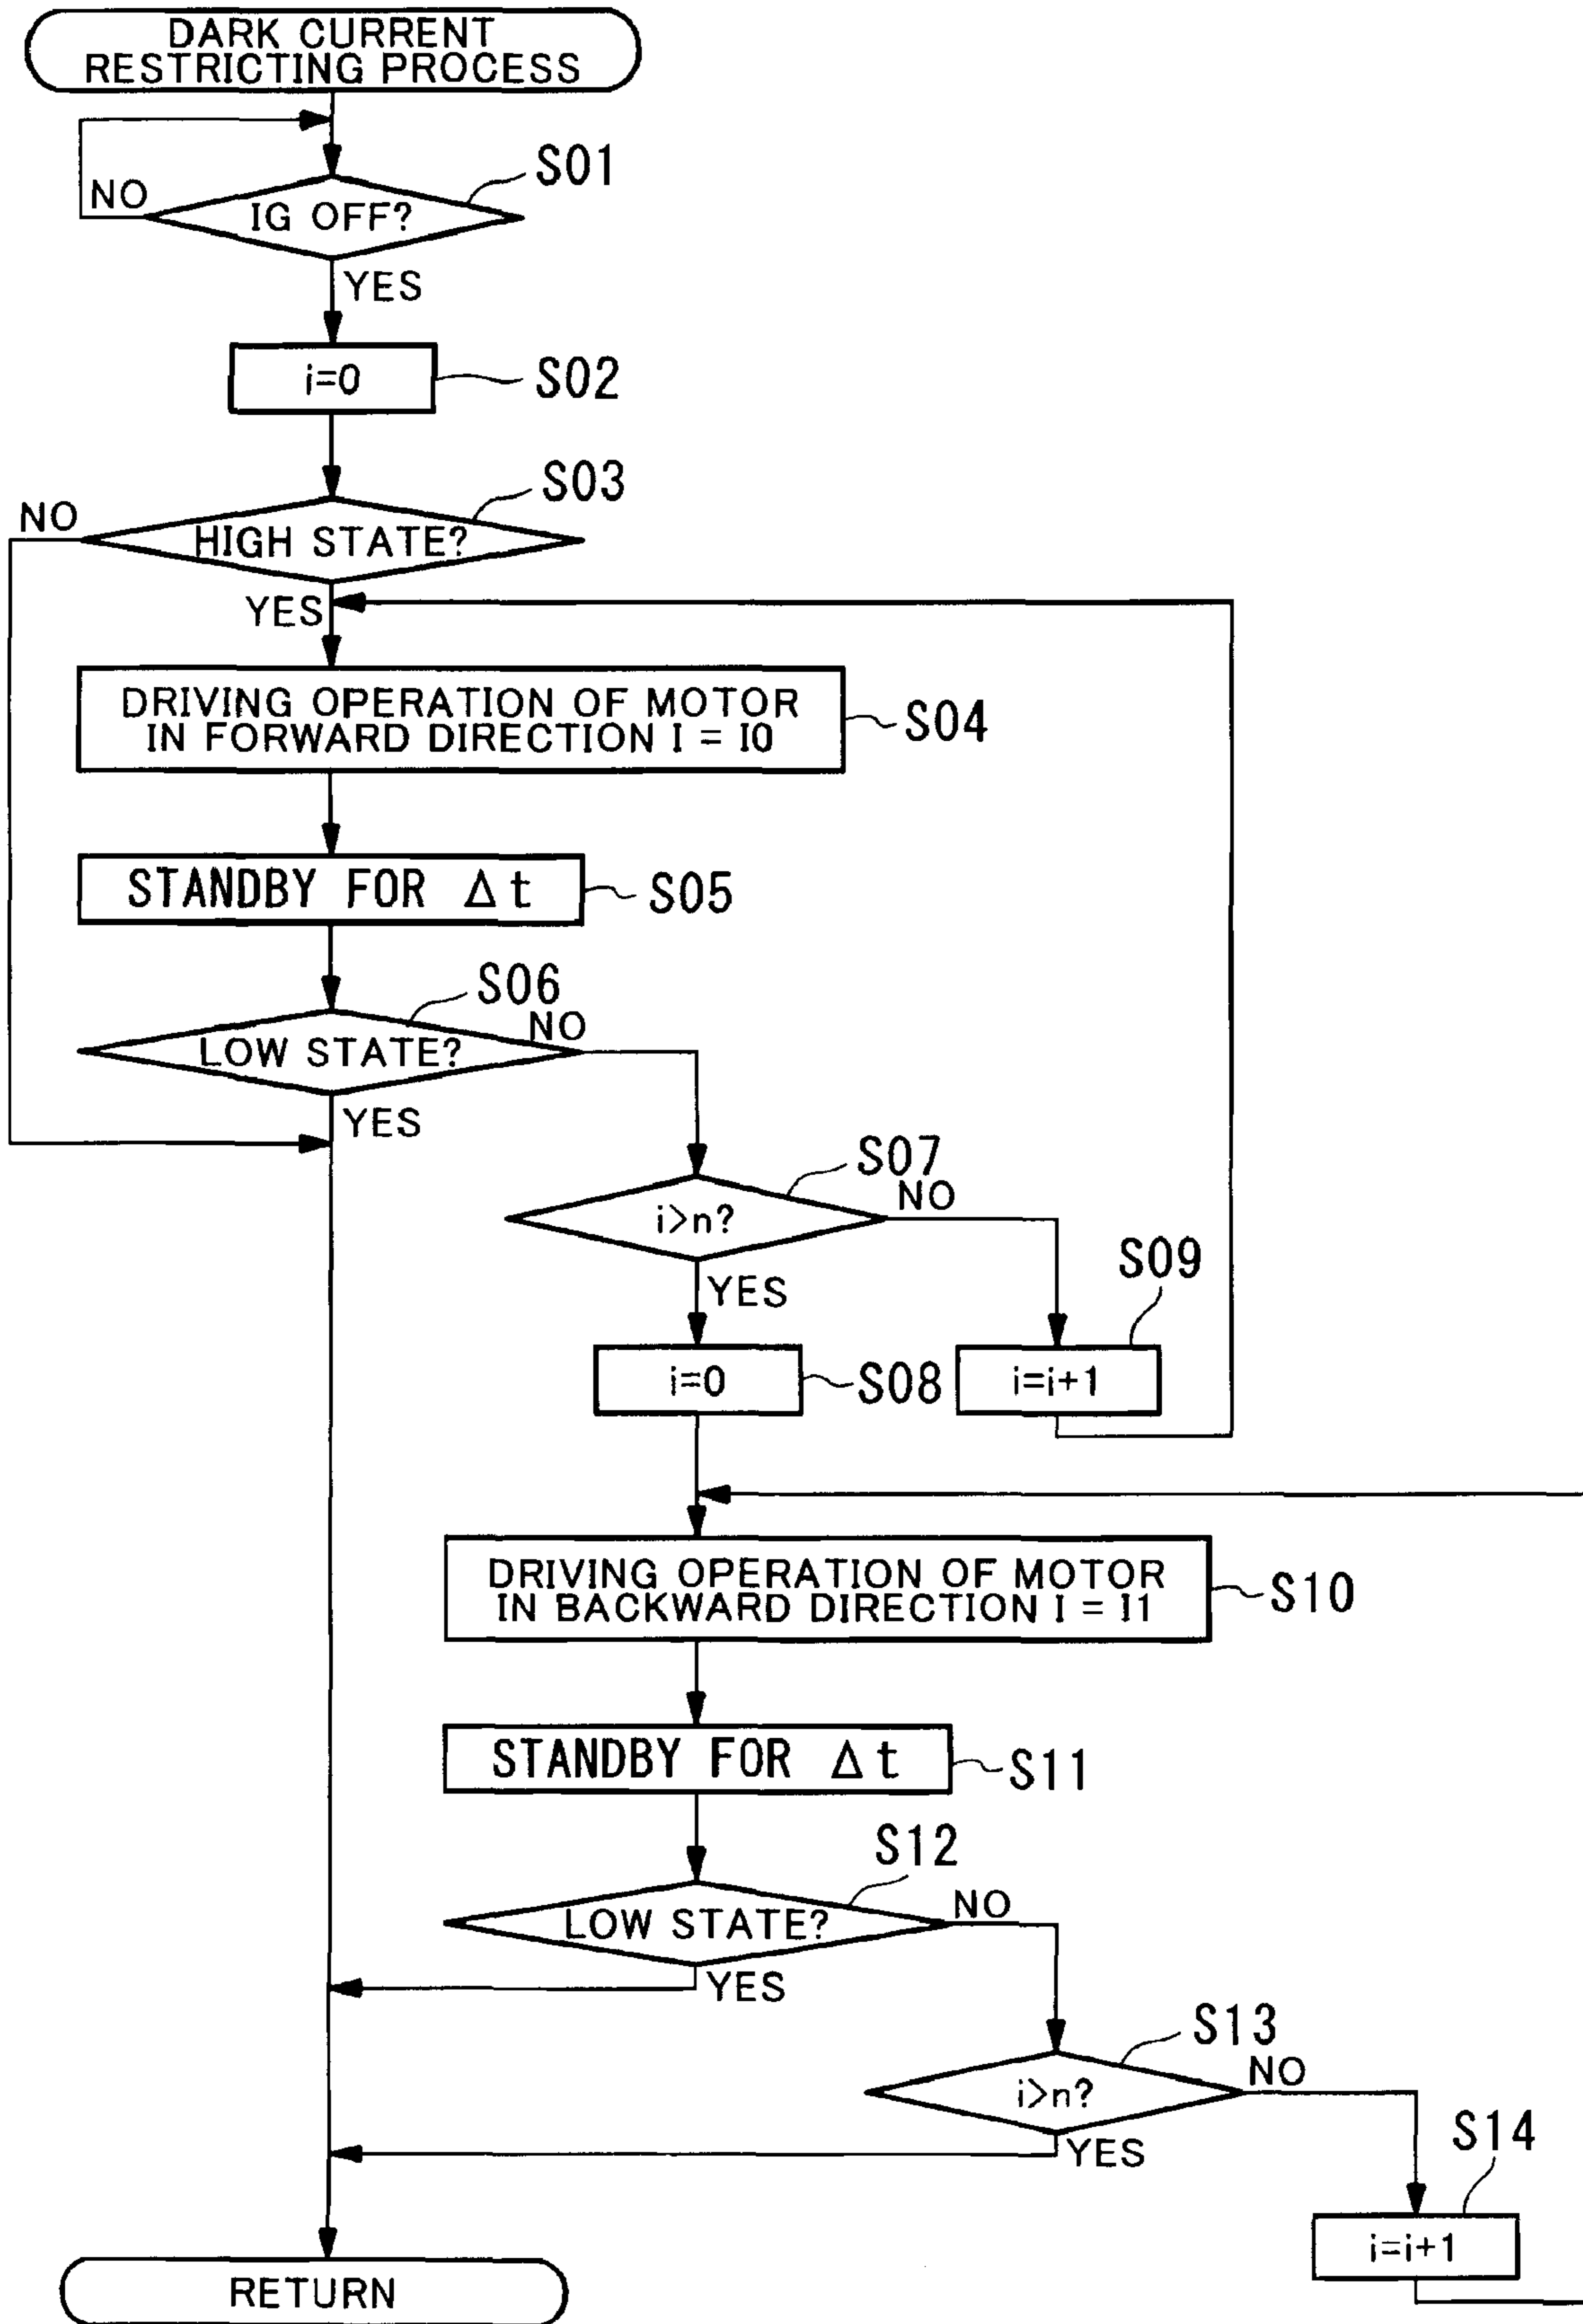 DARK CURRENT
RESTRICTING PROCESS
S01
NO
IG OFF?
YES
i=0
S02
S03
NO
HIGH STATE?
YES
DRIVING OPERATION OF MOTOR
IN FORWARD DIRECTION I = I0
S04
STANDBY FOR Δt
S05
S06
NO
LOW STATE?
YES
S07
NO
i>n?
YES
S09
i=0
S08
i=i+1
DRIVING OPERATION OF MOTOR
IN BACKWARD DIRECTION I = I1
S10
STANDBY FOR Δt
S11
S12
NO
LOW STATE?
YES
S13
NO
i>n?
YES
S14
i=i+1
RETURN